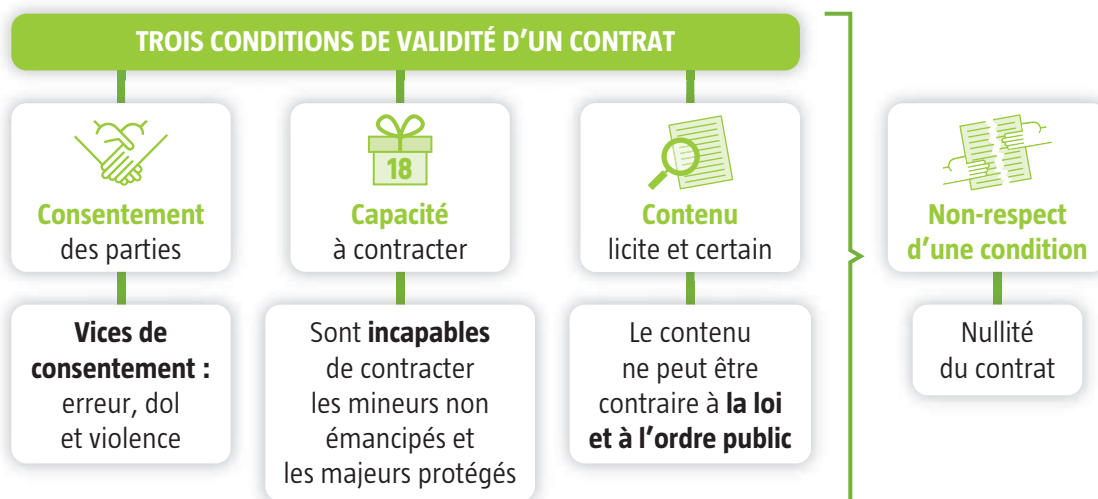 TROIS CONDITIONS DE VALIDITÉ D’UN CONTRAT
Consentement
des parties
Vices de
consentement :
erreur, dol
et violence
18
Capacité
à contracter
Sont incapables
de contracter
les mineurs non
émancipés et
les majeurs protégés
Contenu
licite et certain
Le contenu
ne peut être
contraire à la loi
et à l’ordre public
Non-respect
d’une condition
Nullité
du contrat